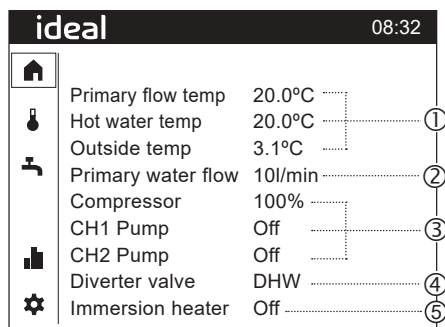 ideal 08:32
Primary flow temp 20.0ºC
Hot water temp 20.0ºC ①
Outside temp 3.1ºC
Primary water flow 10l/min ②
Compressor 100%
CH1 Pump Off ③
CH2 Pump Off
Diverter valve DHW ④
Immersion heater Off ⑤